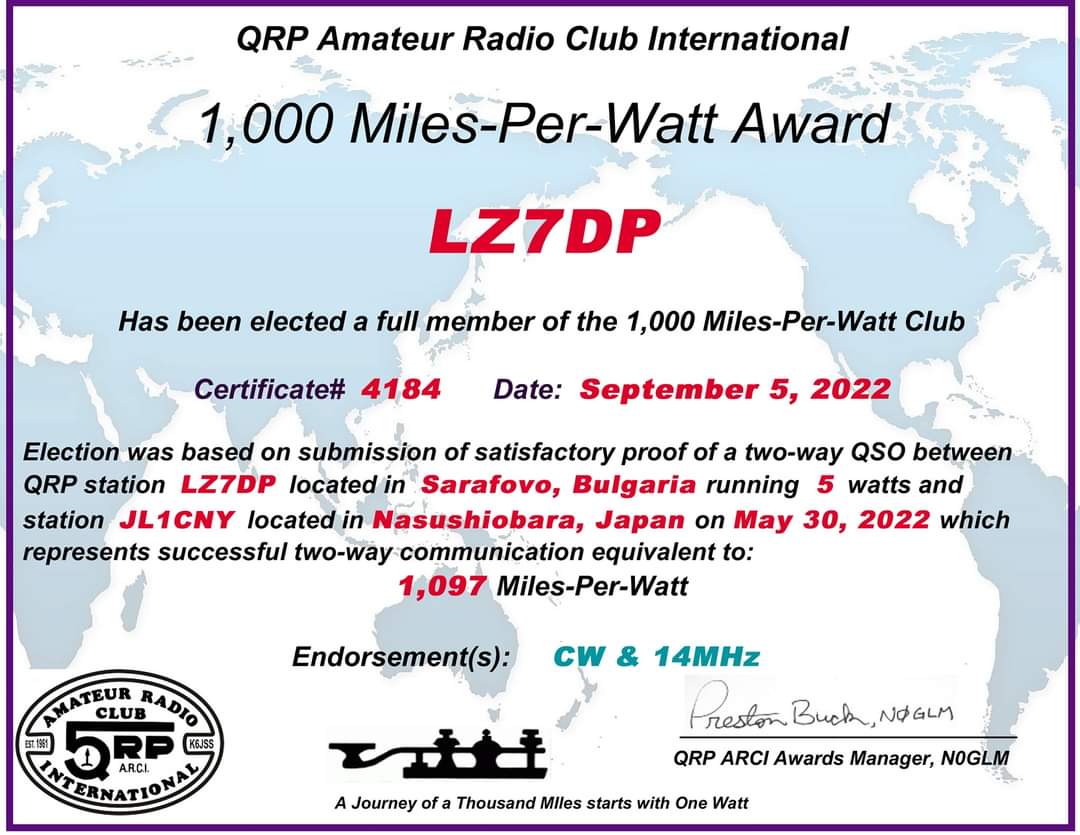 QRP Amateur Radio Club International
1,000 Miles-Per-Watt Award
LZ7DP
Has been elected a full member of the 1,000 Miles-Per-Watt Club
Certificate# 4184 Date: September 5, 2022
Election was based on submission of satisfactory proof of a two-way QSO between
QRP station LZ7DP located in Sarafovo, Bulgaria running 5 watts and
station JL1CNY located in Nasushiobara, Japan on May 30, 2022 which
represents successful two-way communication equivalent to:
1,097 Miles-Per-Watt
Endorsement(s): CW & 14MHz
AMATEUR RADIO
CLUB
EST. 1961
QRP
K6JSS
A.R.C.I.
INTERNATIONAL
Preston Buck, NØGLM
QRP ARCI Awards Manager, N0GLM
A Journey of a Thousand MIles starts with One Watt